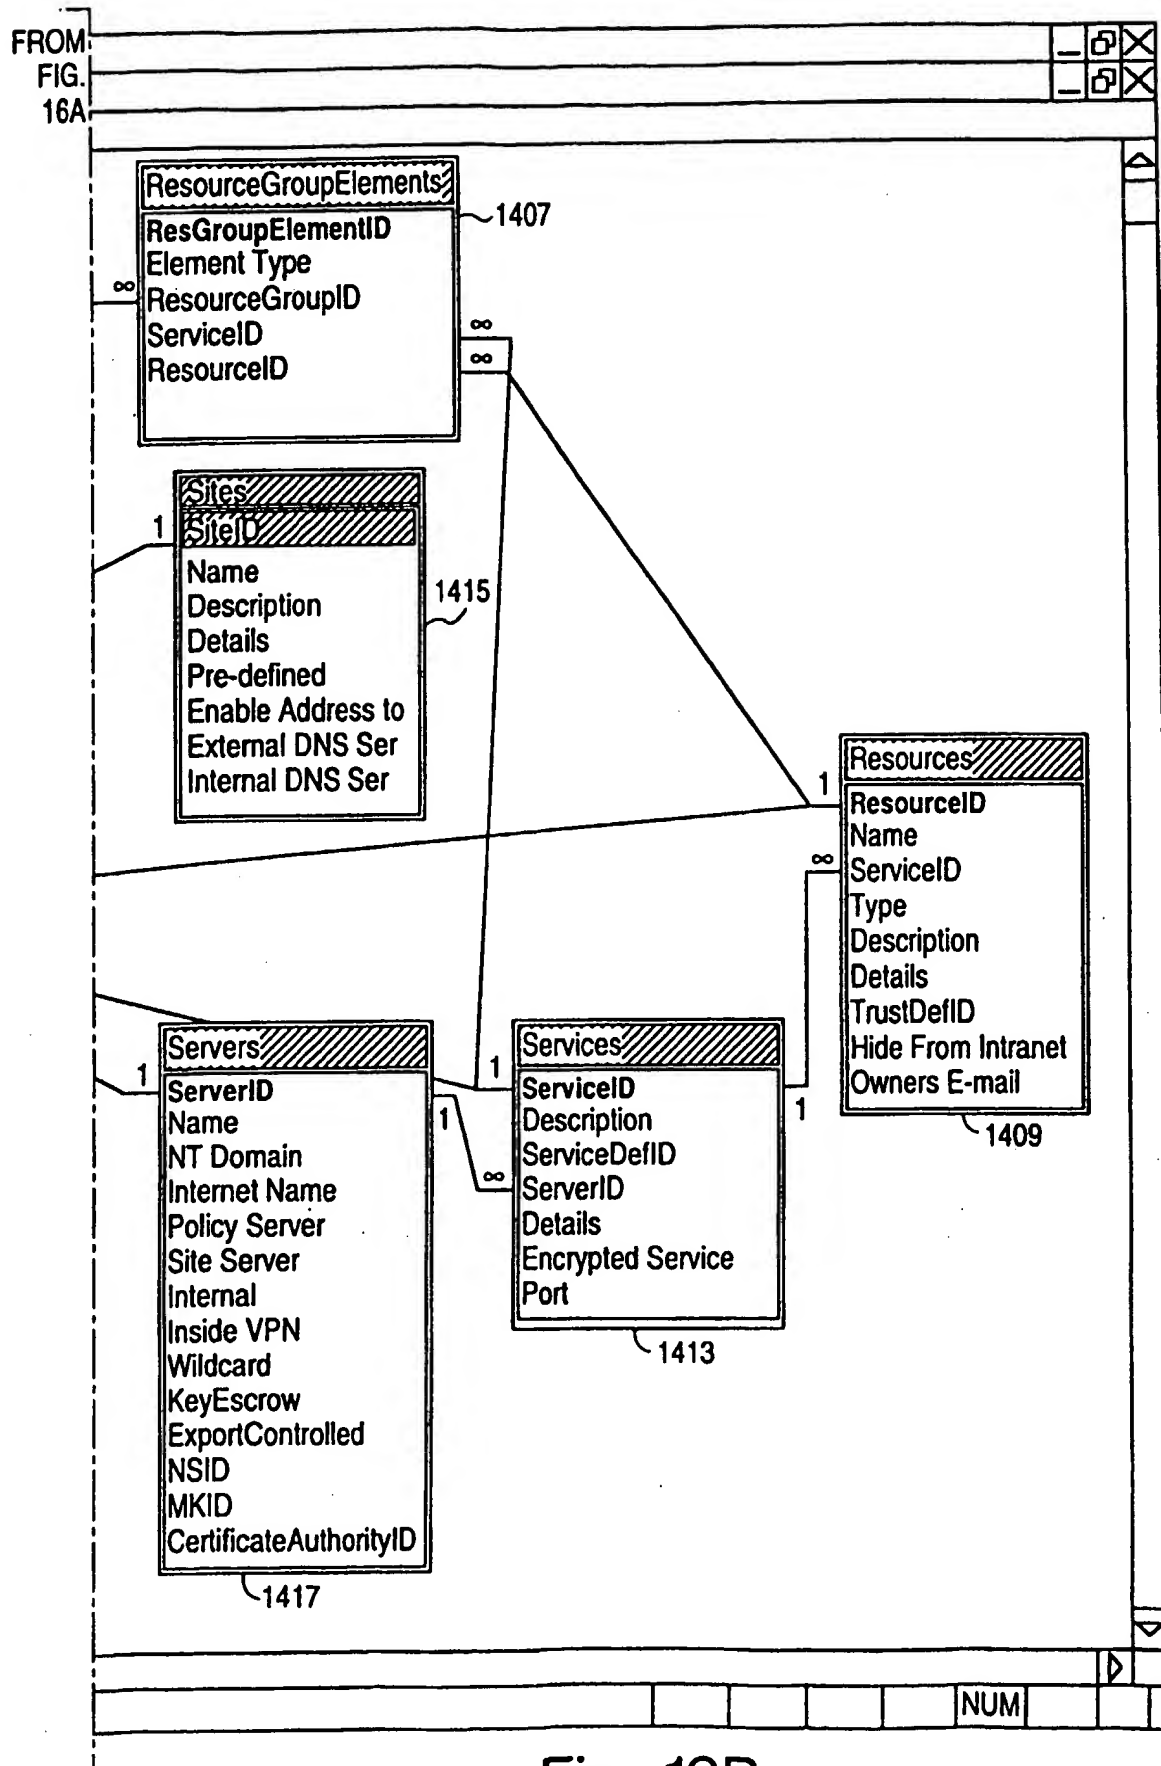 FROM
FIG.
16A
ResourceGroupElements
1407
ResGroupElementID
Element Type
∞
ResourceGroupID
ServiceID
∞
ResourceID
∞
Sites
SiteID
1
Name
Description
1415
Details
Pre-defined
Enable Address to
External DNS Ser
Internal DNS Ser
Resources
1
ResourceID
Name
∞
ServiceID
Type
Description
Details
TrustDefID
Hide From Intranet
Owners E-mail
1409
Servers
1
ServerID
Name
NT Domain
Internet Name
Policy Server
Site Server
Internal
Inside VPN
Wildcard
KeyEscrow
ExportControlled
NSID
MKID
CertificateAuthorityID
1417
Services
1
ServiceID
1
1
Description
ServiceDefID
∞
ServerID
Details
Encrypted Service
Port
1413
NUM